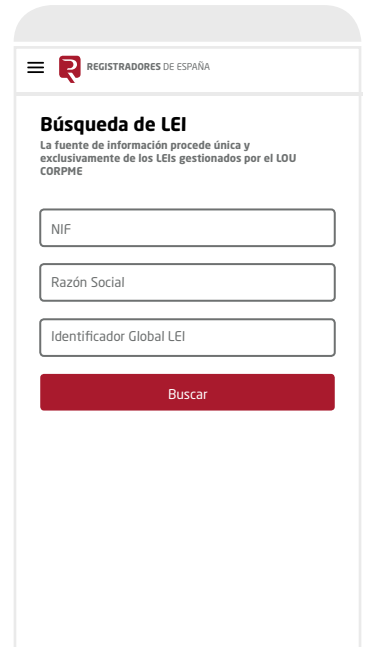 REGISTRADORES DE ESPAÑA
Búsqueda de LEI
La fuente de información procede única y
exclusivamente de los LEIs gestionados por el LOU
CORPME
NIF
Razón Social
Identificador Global LEI
Buscar